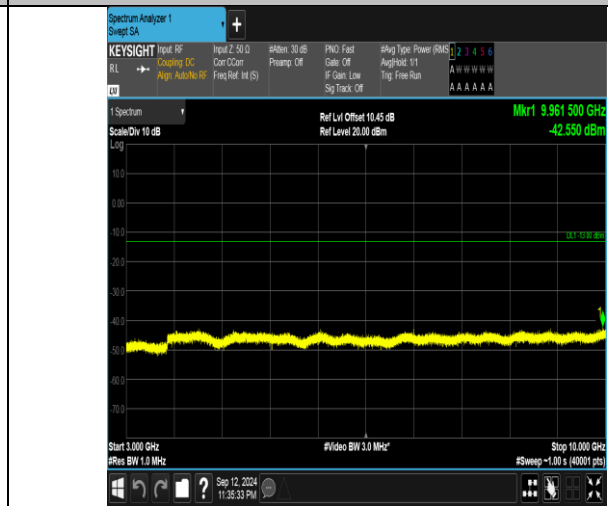 Spectrum Analyzer 1
Swept SA
+
KEYSIGHT Input: RF Input Z: 50 Ω #Atten: 30 dB PNO: Fast #Avg Type: Power (RMS 1 2 3 4 5 6
RL Coupling: DC Corr CCorr Preamp: Off Gate: Off Avg|Hold: 1/1 A W W W W W
Align: Auto/No RF Freq Ref: Int (S) IF Gain: Low Trig: Free Run
Sig Track: Off A A A A A A
1 Spectrum Ref Lvl Offset 10.45 dB Mkr1 9.961 500 GHz
Scale/Div 10 dB Ref Level 20.00 dBm -42.550 dBm
Log
10.0
0.00
-10.0
DL1 -13.00 dBm
-20.0
-30.0
-40.0
1
-50.0
-60.0
-70.0
Start 3.000 GHz #Video BW 3.0 MHz* Stop 10.000 GHz
#Res BW 1.0 MHz #Sweep ~1.00 s (40001 pts)
? Sep 12, 2024
11:35:33 PM